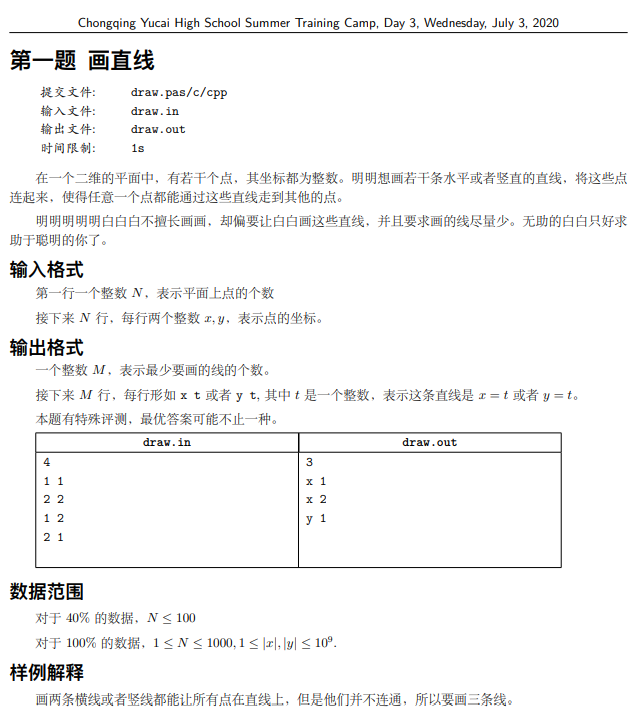 Chongqing Yucai High School Summer Training Camp, Day 3, Wednesday, July 3, 2020
第一题 画直线
提交文件: draw.pas/c/cpp
输入文件: draw.in
输出文件: draw.out
时间限制: 1s
在一个二维的平面中，有若干个点，其坐标都为整数。明明想画若干条水平或者竖直的直线，将这些点
连起来，使得任意一个点都能通过这些直线走到其他的点。
明明明明明白白白不擅长画画，却偏要让白白画这些直线，并且要求画的线尽量少。无助的白白只好求
助于聪明的你了。
输入格式
第一行一个整数 N，表示平面上点的个数
接下来 N 行，每行两个整数 x, y，表示点的坐标。
输出格式
一个整数 M，表示最少要画的线的个数。
接下来 M 行，每行形如 x t 或者 y t, 其中 t 是一个整数，表示这条直线是 x = t 或者 y = t。
本题有特殊评测，最优答案可能不止一种。
draw.in draw.out
4 3
1 1 x 1
2 2 x 2
1 2 y 1
2 1
数据范围
对于 40% 的数据，N ≤ 100
对于 100% 的数据，1 ≤ N ≤ 1000, 1 ≤ |x|, |y| ≤ 10⁹.
样例解释
画两条横线或者竖线都能让所有点在直线上，但是他们并不连通，所以要画三条线。